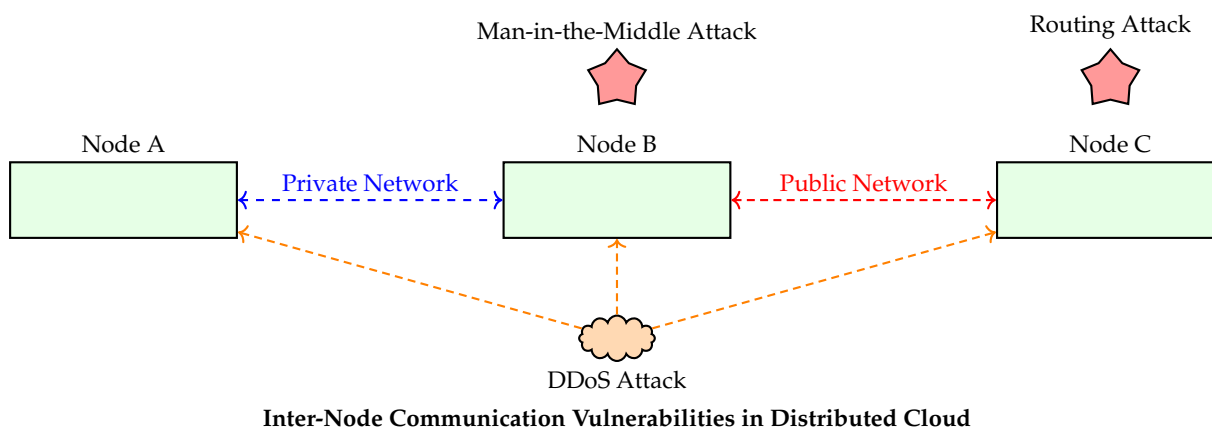 Man-in-the-Middle Attack
Routing Attack
Node A
Node B
Node C
Private Network
Public Network
DDoS Attack
Inter-Node Communication Vulnerabilities in Distributed Cloud